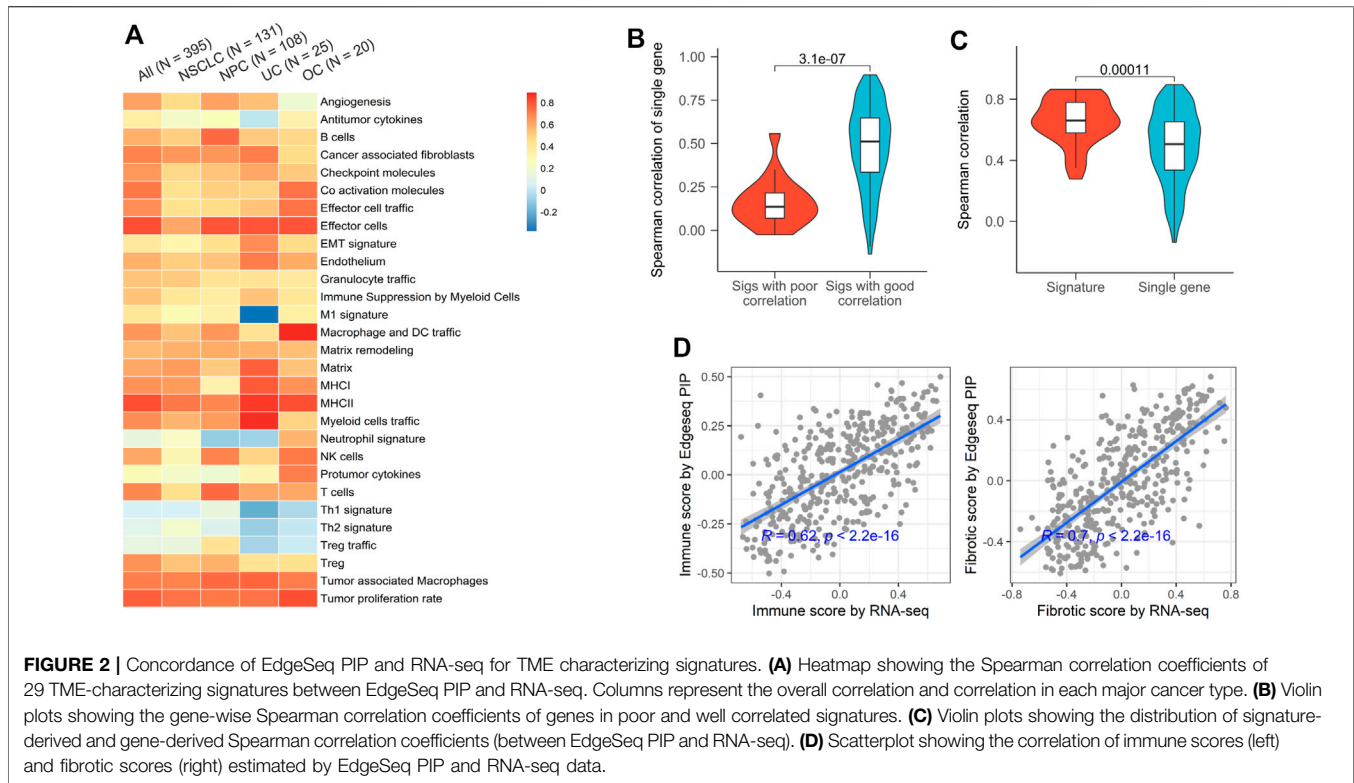 A
All (N = 395)
NSCLC (N = 131)
NPC (N = 108)
UC (N = 25)
OC (N = 20)
Angiogenesis
Antitumor cytokines
B cells
Cancer associated fibroblasts
Checkpoint molecules
Co activation molecules
Effector cell traffic
Effector cells
EMT signature
Endothelium
Granulocyte traffic
Immune Suppression by Myeloid Cells
M1 signature
Macrophage and DC traffic
Matrix remodeling
Matrix
MHCI
MHCII
Myeloid cells traffic
Neutrophil signature
NK cells
Protumor cytokines
T cells
Th1 signature
Th2 signature
Treg traffic
Treg
Tumor associated Macrophages
Tumor proliferation rate
0.8
0.6
0.4
0.2
0
-0.2
B
Spearman correlation of single gene
1.00
0.75
0.50
0.25
0.00
3.1e-07
Sigs with poor
correlation
Sigs with good
correlation
C
Spearman correlation
0.8
0.4
0.0
0.00011
Signature
Single gene
D
Immune score by Edgeseq PIP
0.50
0.25
0.00
-0.25
-0.50
R = 0.62, p < 2.2e-16
-0.4
0.0
0.4
Immune score by RNA-seq
Fibrotic score by Edgeseq PIP
0.4
0.0
-0.4
R = 0.7, p < 2.2e-16
-0.8
-0.4
0.0
0.4
0.8
Fibrotic score by RNA-seq
FIGURE 2 | Concordance of EdgeSeq PIP and RNA-seq for TME characterizing signatures. (A) Heatmap showing the Spearman correlation coefficients of
29 TME-characterizing signatures between EdgeSeq PIP and RNA-seq. Columns represent the overall correlation and correlation in each major cancer type. (B) Violin
plots showing the gene-wise Spearman correlation coefficients of genes in poor and well correlated signatures. (C) Violin plots showing the distribution of signature-
derived and gene-derived Spearman correlation coefficients (between EdgeSeq PIP and RNA-seq). (D) Scatterplot showing the correlation of immune scores (left)
and fibrotic scores (right) estimated by EdgeSeq PIP and RNA-seq data.